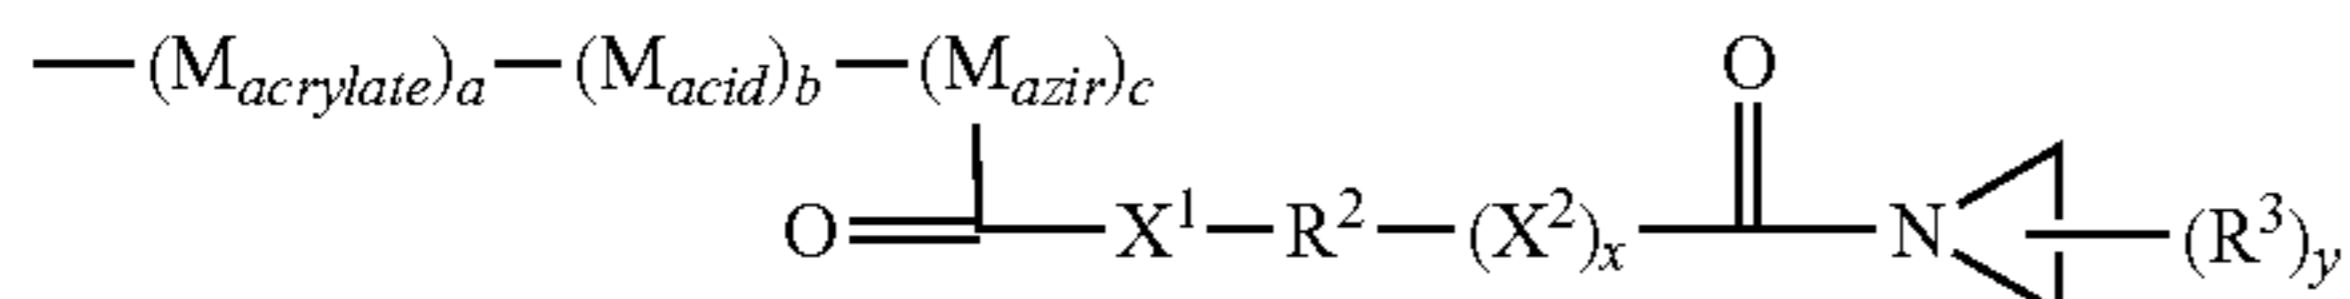 —(M_acrylate)_a—(M_acid)_b—(M_azir)_c
O
O X¹—R²—(X²)_x N (R³)_y